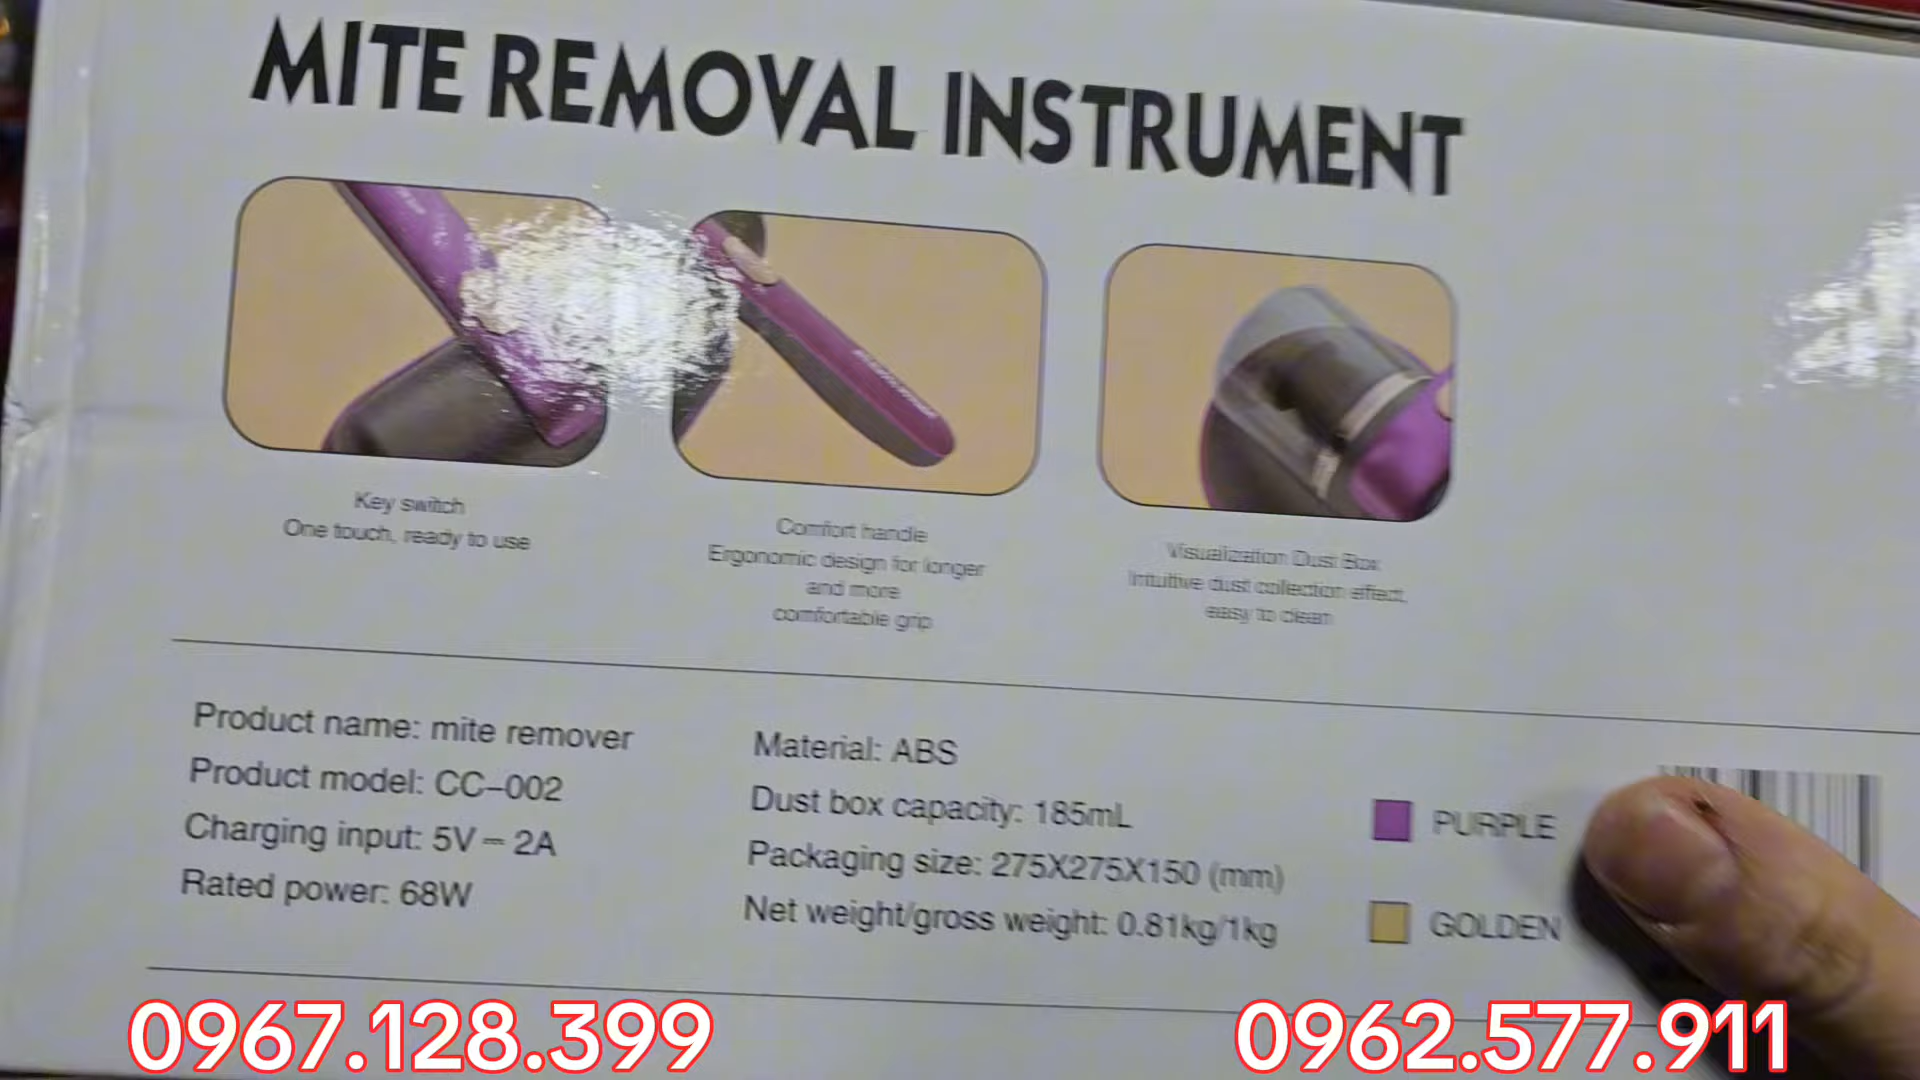 MITE REMOVAL INSTRUMENT
Key switch
One touch, ready to use
Comfort handle
Ergonomic design for longer
and more
comfortable grip
Visualization Dust Box
Intuitive dust collection effect,
easy to clean
Product name: mite remover
Product model: CC-002
Charging input: 5V ⎓ 2A
Rated power: 68W
Material: ABS
Dust box capacity: 185mL
Packaging size: 275X275X150 (mm)
Net weight/gross weight: 0.81kg/1kg
PURPLE
GOLDEN
0967.128.399
0962.577.911